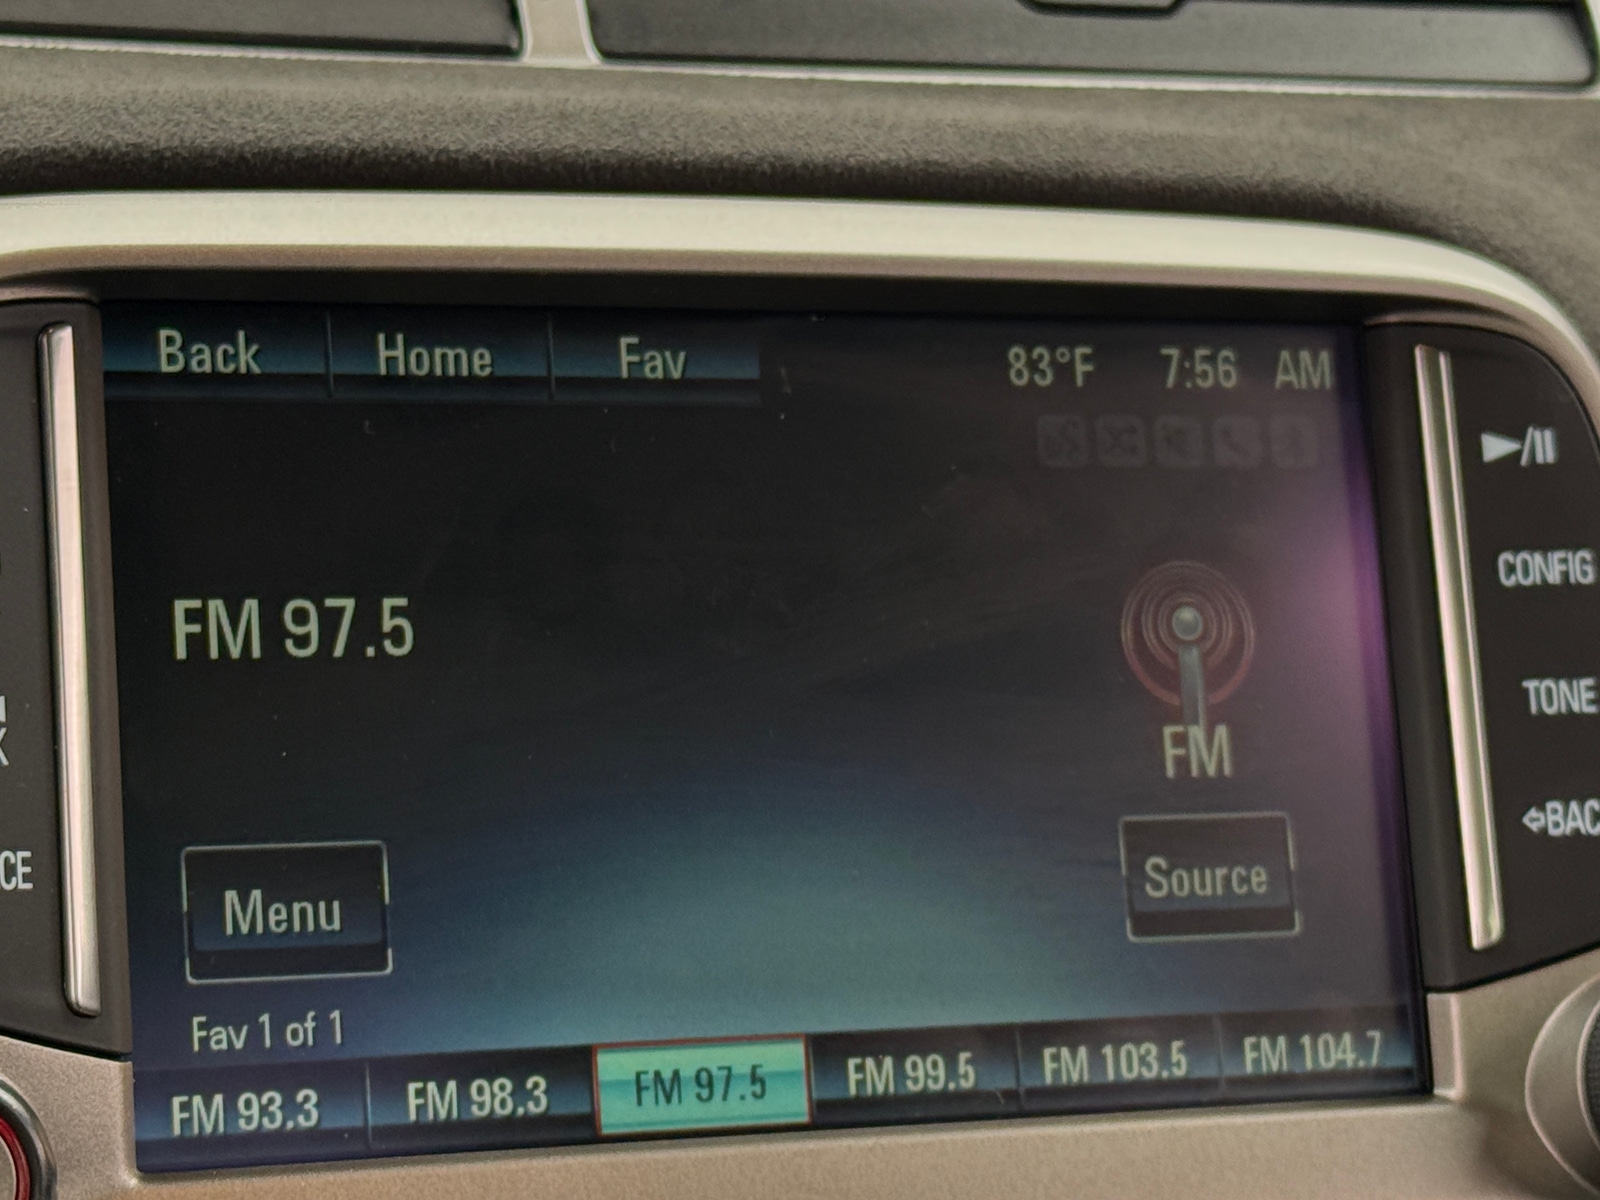 Back Home Fav 83°F 7:56 AM
CONFIG
FM 97.5
TONE
FM
Menu
Source
Fav 1 of 1
FM 93.3 FM 98.3 FM 97.5 FM 99.5 FM 103.5 FM 104.7